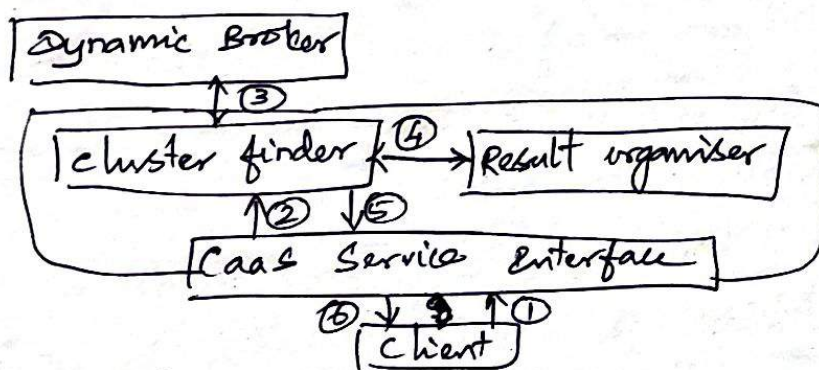 Dynamic Broker
③
Cluster finder
④
Result organiser
② ⑤
CaaS Service Interface
⑥ ①
Client